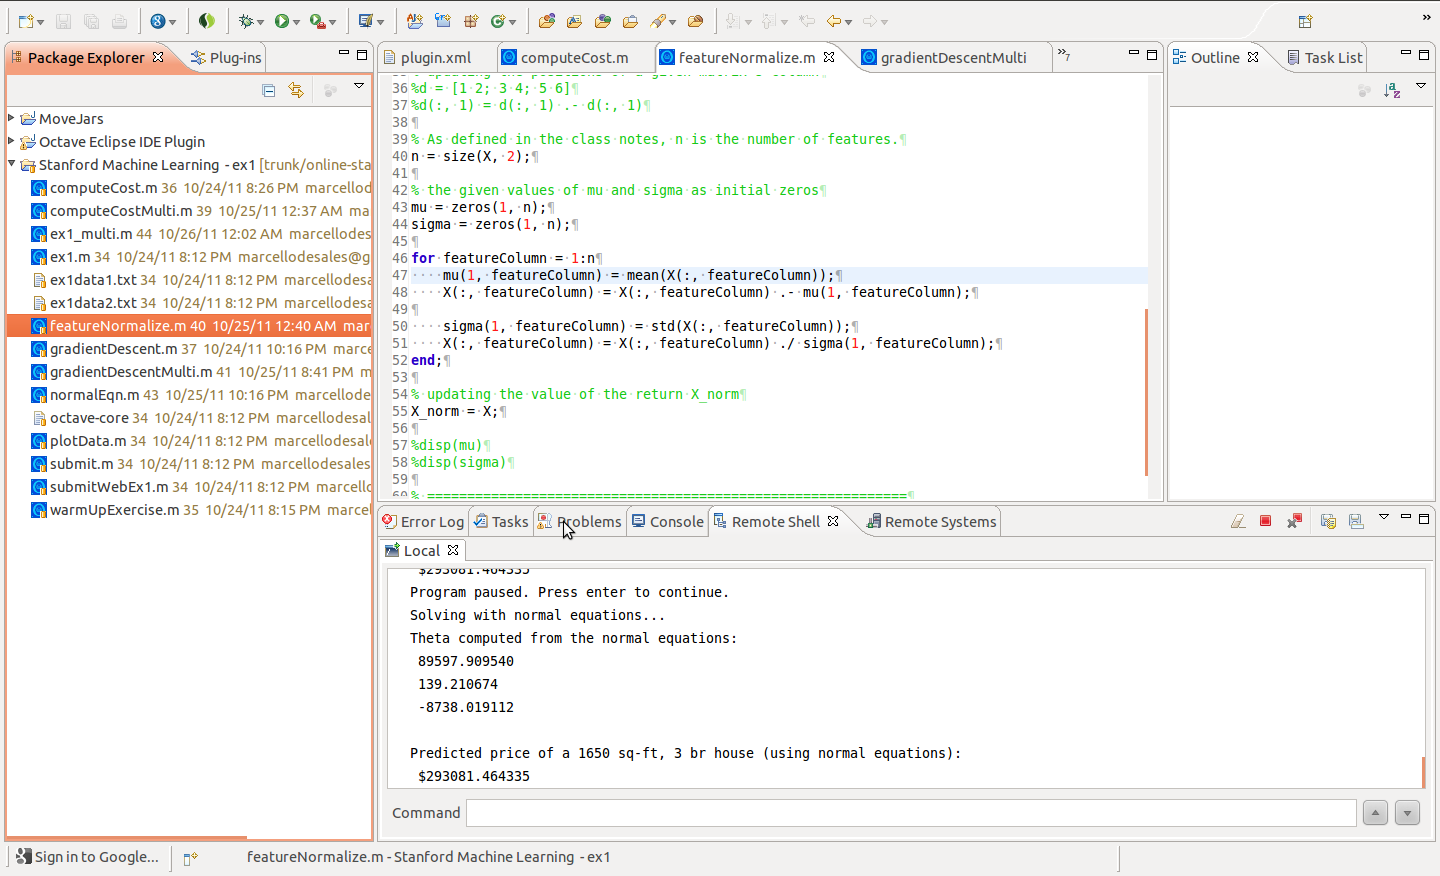 Package Explorer
Plug-ins
MoveJars
Octave Eclipse IDE Plugin
Stanford Machine Learning - ex1 [trunk/online-sta
computeCost.m 36 10/24/11 8:26 PM marcellod
computeCostMulti.m 39 10/25/11 12:37 AM ma
ex1_multi.m 44 10/26/11 12:02 AM marcellodes
ex1.m 34 10/24/11 8:12 PM marcellodesales@g
ex1data1.txt 34 10/24/11 8:12 PM marcellodesa
ex1data2.txt 34 10/24/11 8:12 PM marcellodesa
featureNormalize.m 40 10/25/11 12:40 AM mar
gradientDescent.m 37 10/24/11 10:16 PM marce
gradientDescentMulti.m 41 10/25/11 8:41 PM m
normalEqn.m 43 10/25/11 10:16 PM marcellode
octave-core 34 10/24/11 8:12 PM marcellodesal
plotData.m 34 10/24/11 8:12 PM marcellodesal
submit.m 34 10/24/11 8:12 PM marcellodesales
submitWebEx1.m 34 10/24/11 8:12 PM marcello
warmUpExercise.m 35 10/24/11 8:15 PM marcel
plugin.xml
computeCost.m
featureNormalize.m
gradientDescentMulti
»7
36 %d = [1 2; 3 4; 5 6]¶
37 %d(:, 1) = d(:, 1) .- d(:, 1)¶
38 ¶
39 % As defined in the class notes, n is the number of features.¶
40 n = size(X, 2);¶
41 ¶
42 % the given values of mu and sigma as initial zeros¶
43 mu = zeros(1, n);¶
44 sigma = zeros(1, n);¶
45 ¶
46 for featureColumn = 1:n¶
47 ····mu(1, featureColumn) = mean(X(:, featureColumn));¶
48 ····X(:, featureColumn) = X(:, featureColumn) .- mu(1, featureColumn);¶
49 ¶
50 ····sigma(1, featureColumn) = std(X(:, featureColumn));¶
51 ····X(:, featureColumn) = X(:, featureColumn) ./ sigma(1, featureColumn);¶
52 end;¶
53 ¶
54 % updating the value of the return X_norm¶
55 X_norm = X;¶
56 ¶
57 %disp(mu)¶
58 %disp(sigma)¶
59 ¶
60 % ============================================================¶
Outline
Task List
Error Log
Tasks
Problems
Console
Remote Shell
Remote Systems
Local
$293081.464335
Program paused. Press enter to continue.
Solving with normal equations...
Theta computed from the normal equations:
89597.909540
139.210674
-8738.019112
Predicted price of a 1650 sq-ft, 3 br house (using normal equations):
$293081.464335
Command
Sign in to Google...
featureNormalize.m - Stanford Machine Learning - ex1